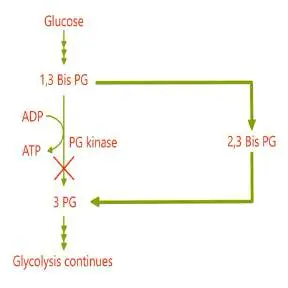 Glucose
1,3 Bis PG
ADP
PG kinase
ATP
2,3 Bis PG
3 PG
Glycolysis continues